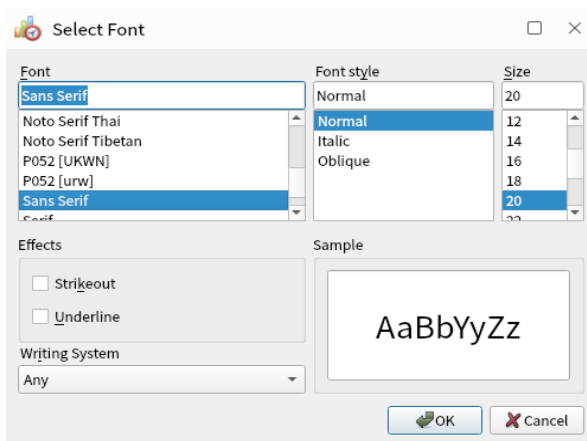 Select Font
Font
Sans Serif
Noto Serif Thai
Noto Serif Tibetan
P052 [UKWN]
P052 [urw]
Sans Serif
Serif
Font style
Normal
Normal
Italic
Oblique
Size
20
12
14
16
18
20
22
Effects
Strikeout
Underline
Writing System
Any
Sample
AaBbYyZz
OK
Cancel